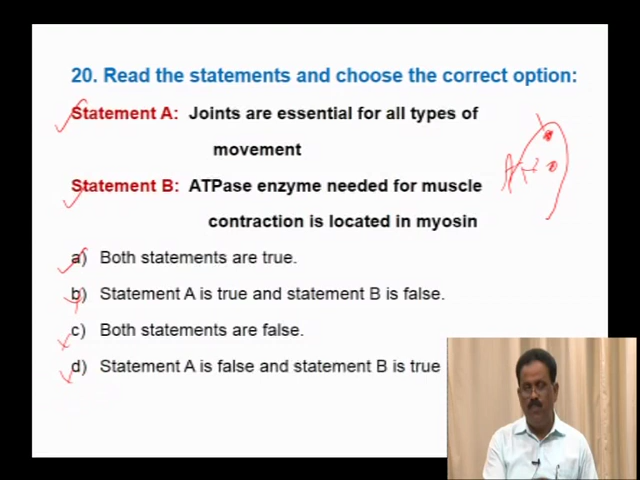 20. Read the statements and choose the correct option:
Statement A: Joints are essential for all types of
movement
Statement B: ATPase enzyme needed for muscle
contraction is located in myosin
a) Both statements are true.
b) Statement A is true and statement B is false.
c) Both statements are false.
d) Statement A is false and statement B is true